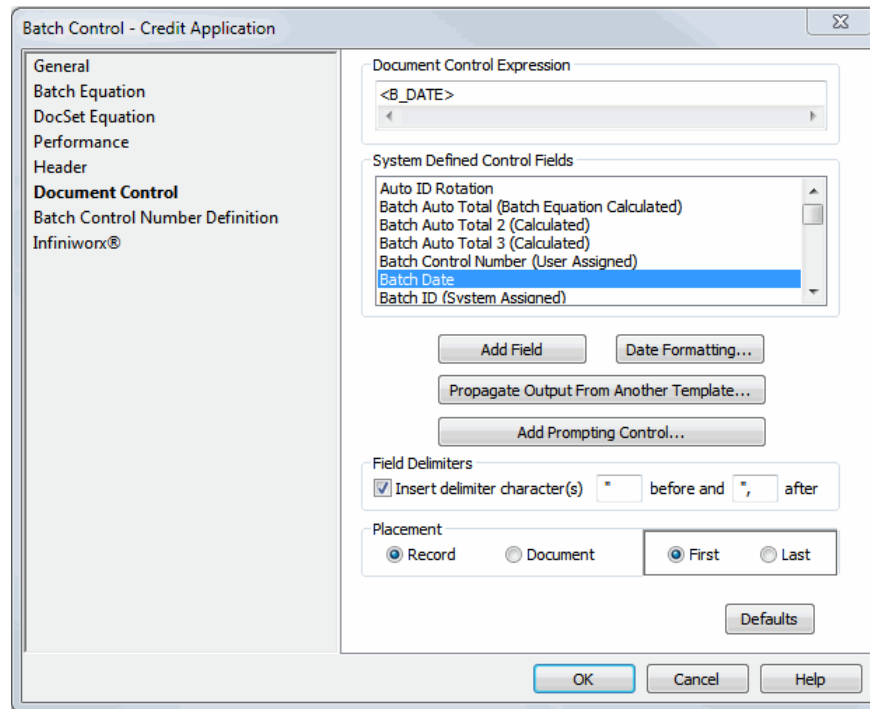 Batch Control - Credit Application
General
Batch Equation
DocSet Equation
Performance
Header
Document Control
Batch Control Number Definition
Infiniworx®
Document Control Expression
<B_DATE>
System Defined Control Fields
Auto ID Rotation
Batch Auto Total (Batch Equation Calculated)
Batch Auto Total 2 (Calculated)
Batch Auto Total 3 (Calculated)
Batch Control Number (User Assigned)
Batch Date
Batch ID (System Assigned)
Add Field Date Formatting...
Propagate Output From Another Template...
Add Prompting Control...
Field Delimiters
Insert delimiter character(s) " before and ", after
Placement
Record Document First Last
Defaults
OK Cancel Help